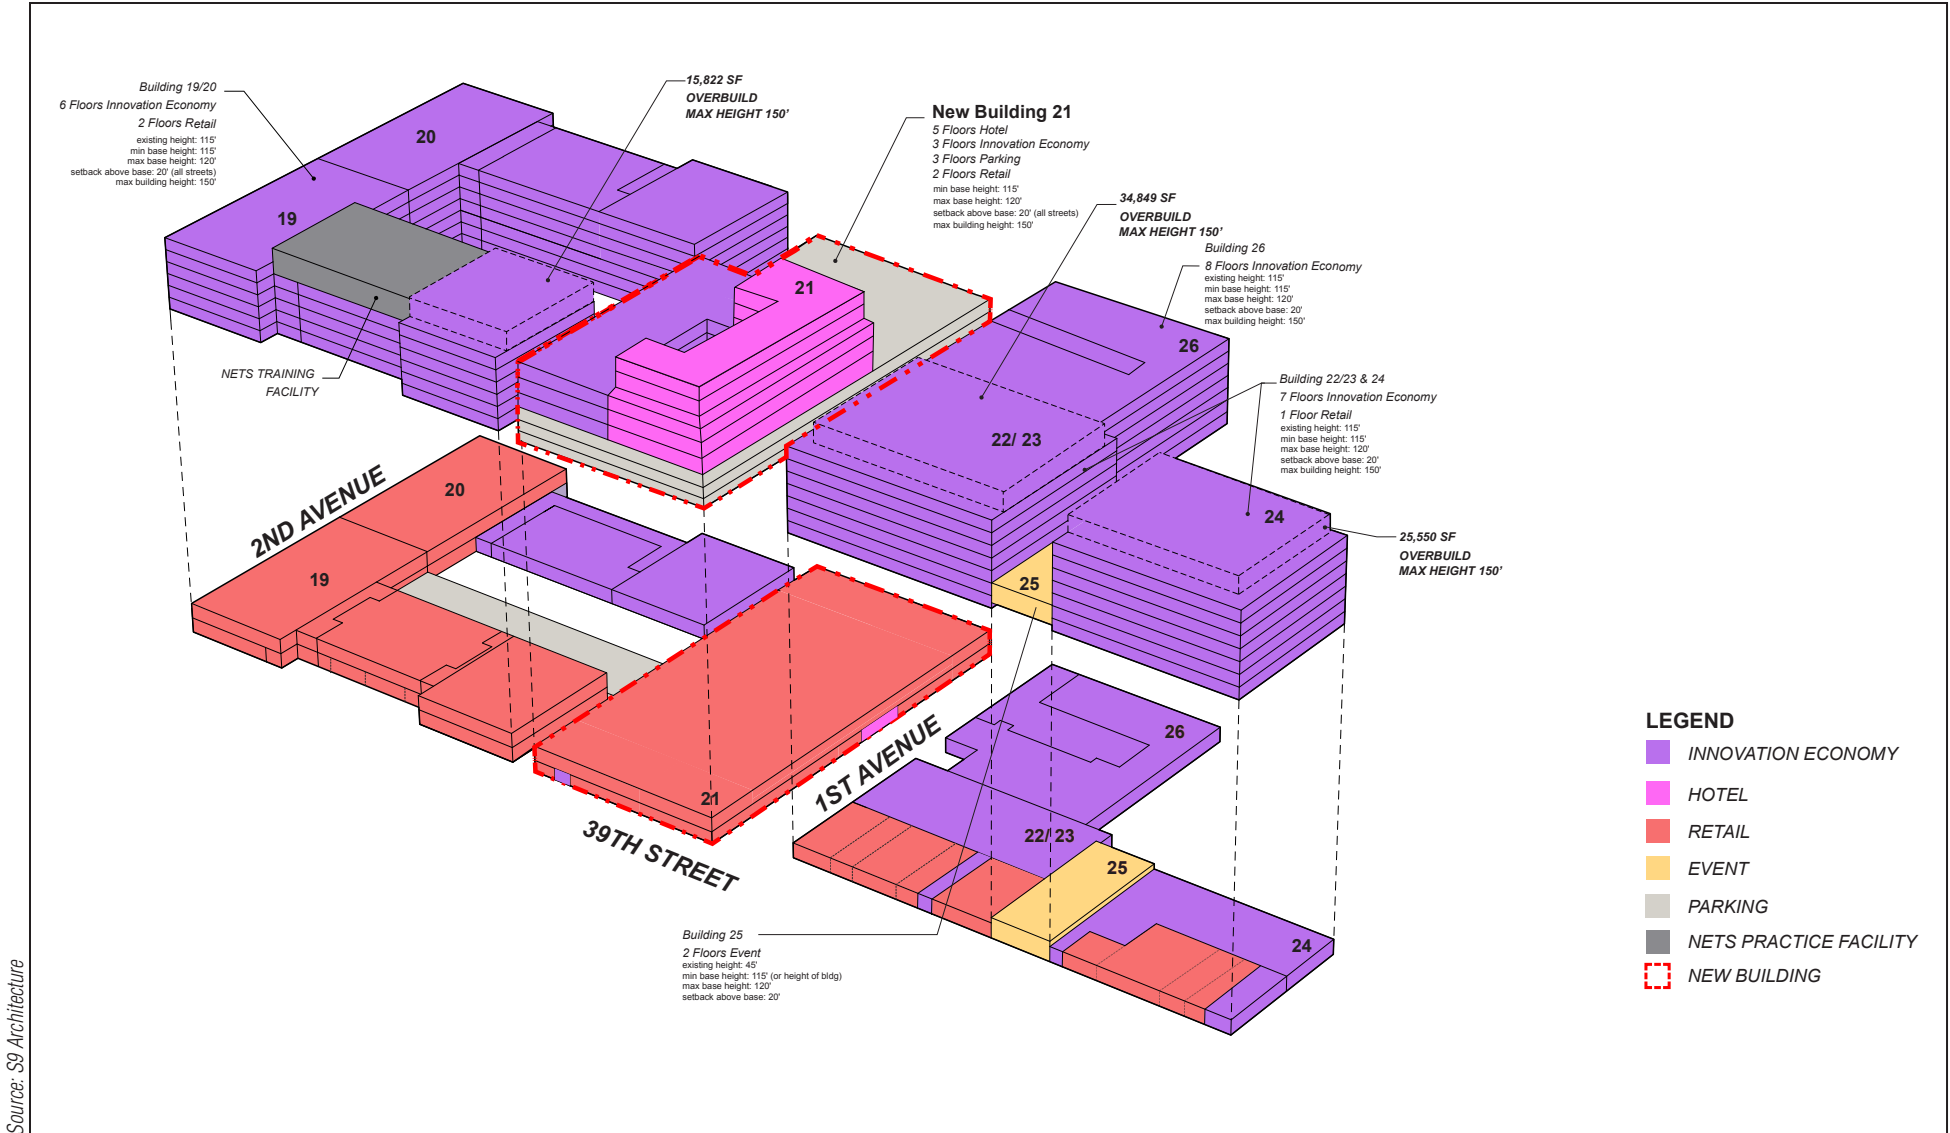 Building 19/20
6 Floors Innovation Economy
2 Floors Retail
existing height: 115'
min base height: 115'
max base height: 120'
setback above base: 20' (all streets)
max building height: 150'
15,822 SF
OVERBUILD
MAX HEIGHT 150'
New Building 21
5 Floors Hotel
3 Floors Innovation Economy
3 Floors Parking
2 Floors Retail
min base height: 115'
max base height: 120'
setback above base: 20' (all streets)
max building height: 150'
34,849 SF
OVERBUILD
MAX HEIGHT 150'
Building 26
8 Floors Innovation Economy
existing height: 115'
min base height: 115'
max base height: 120'
setback above base: 20'
max building height: 150'
Building 22/23 & 24
7 Floors Innovation Economy
1 Floor Retail
existing height: 115'
min base height: 115'
max base height: 120'
setback above base: 20'
max building height: 150'
25,550 SF
OVERBUILD
MAX HEIGHT 150'
20
19
21
26
22/ 23
24
25
NETS TRAINING
FACILITY
2ND AVENUE
20
19
21
39TH STREET
1ST AVENUE
26
22/ 23
25
24
Building 25
2 Floors Event
existing height: 45'
min base height: 115' (or height of bldg)
max base height: 120'
setback above base: 20'
LEGEND
INNOVATION ECONOMY
HOTEL
RETAIL
EVENT
PARKING
NETS PRACTICE FACILITY
NEW BUILDING
Source: S9 Architecture